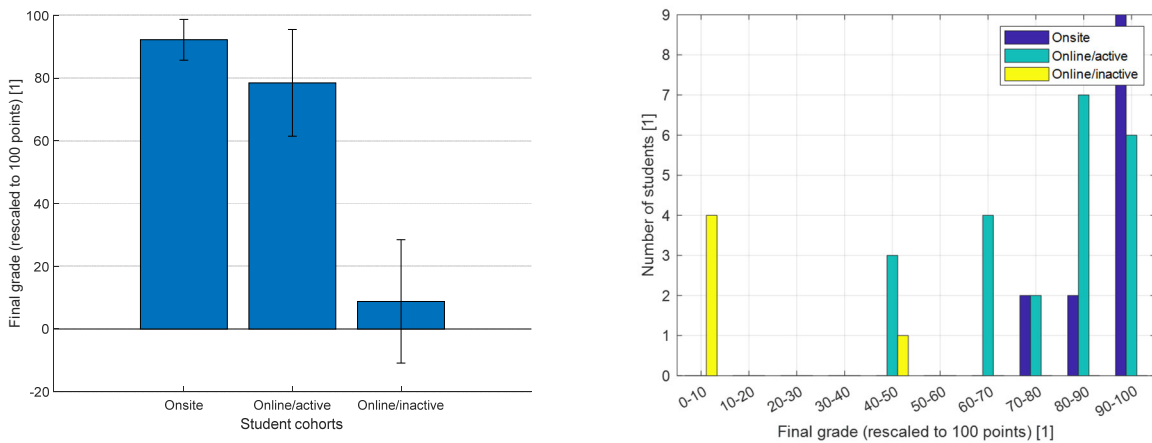 Final grade (rescaled to 100 points) [1]
100
80
60
40
20
0
-20
Onsite
Online/active
Online/inactive
Student cohorts
Number of students [1]
9
8
7
6
5
4
3
2
1
0
Onsite
Online/active
Online/inactive
0-10
10-20
20-30
30-40
40-50
50-60
60-70
70-80
80-90
90-100
Final grade (rescaled to 100 points) [1]